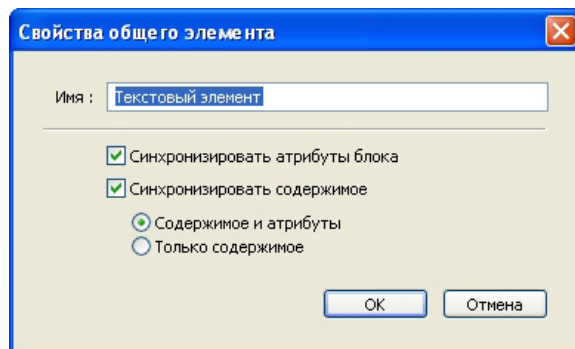 Свойства общего элемента
Имя : Текстовый элемент
Синхронизировать атрибуты блока
Синхронизировать содержимое
Содержимое и атрибуты
Только содержимое
OK Отмена